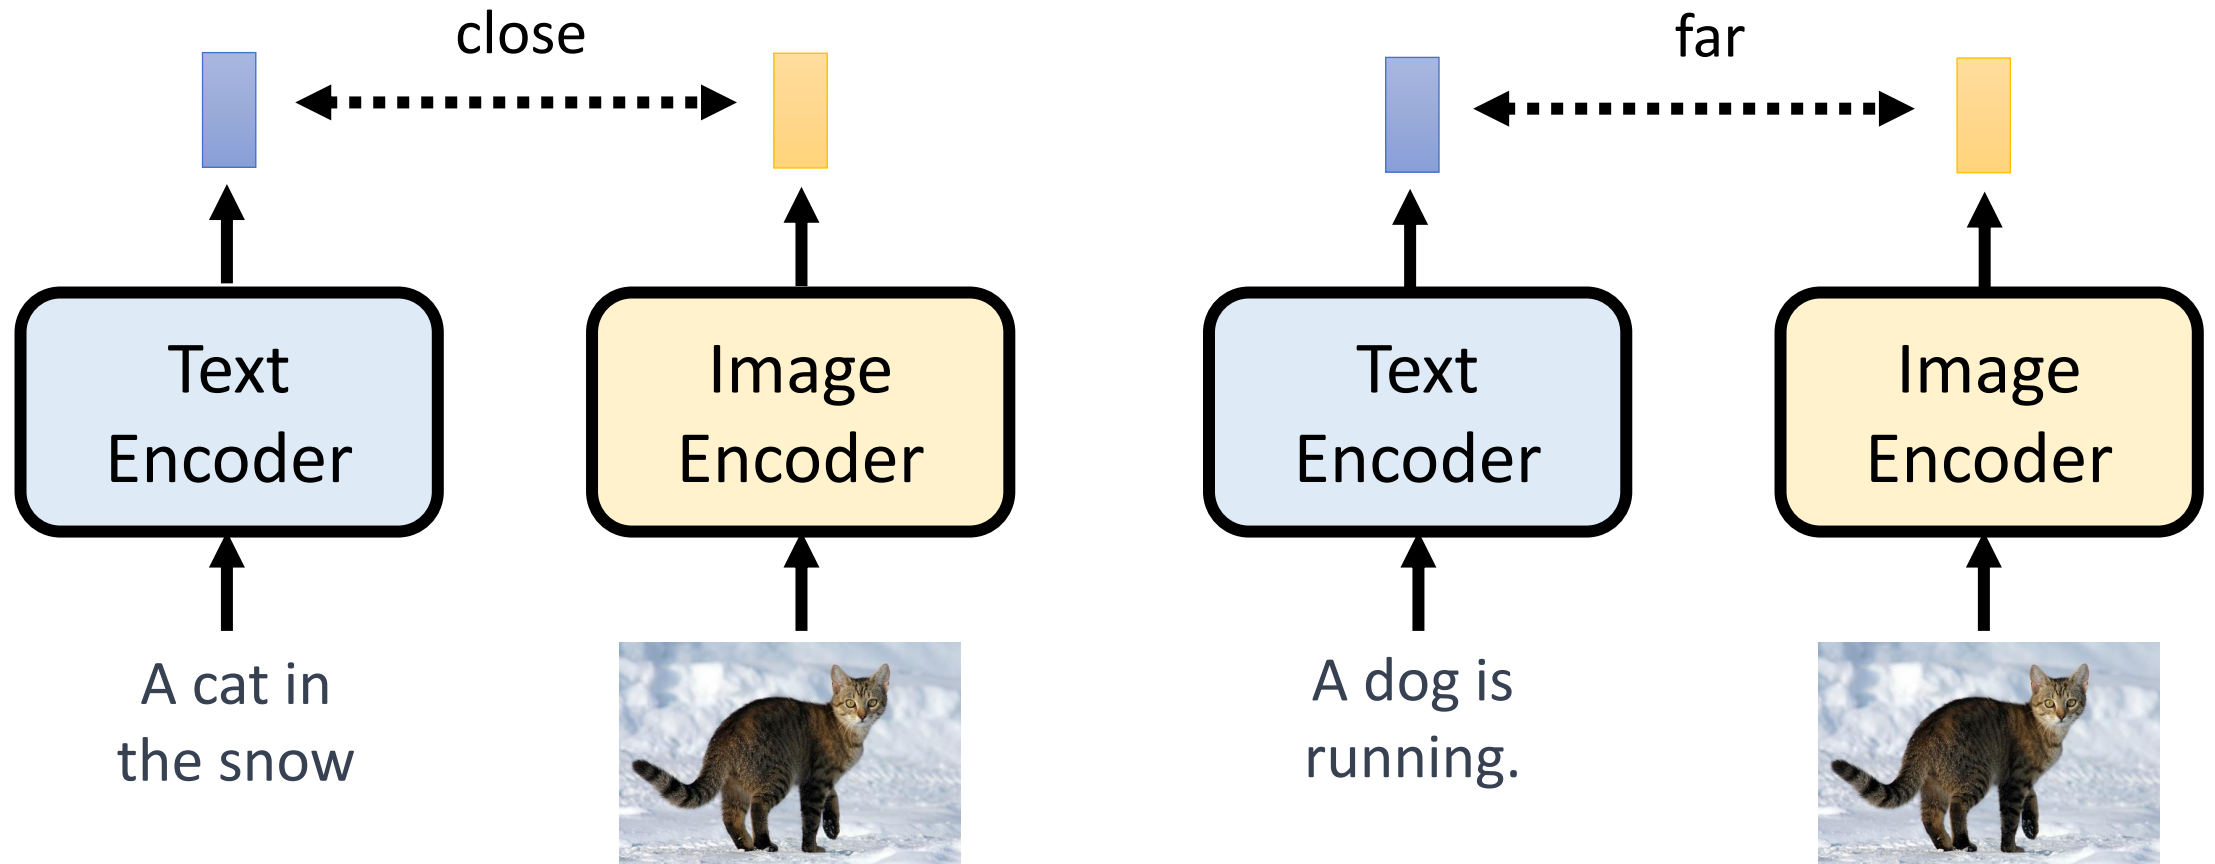 close
far
Text
Encoder
Image
Encoder
Text
Encoder
Image
Encoder
A cat in
the snow
A dog is
running.